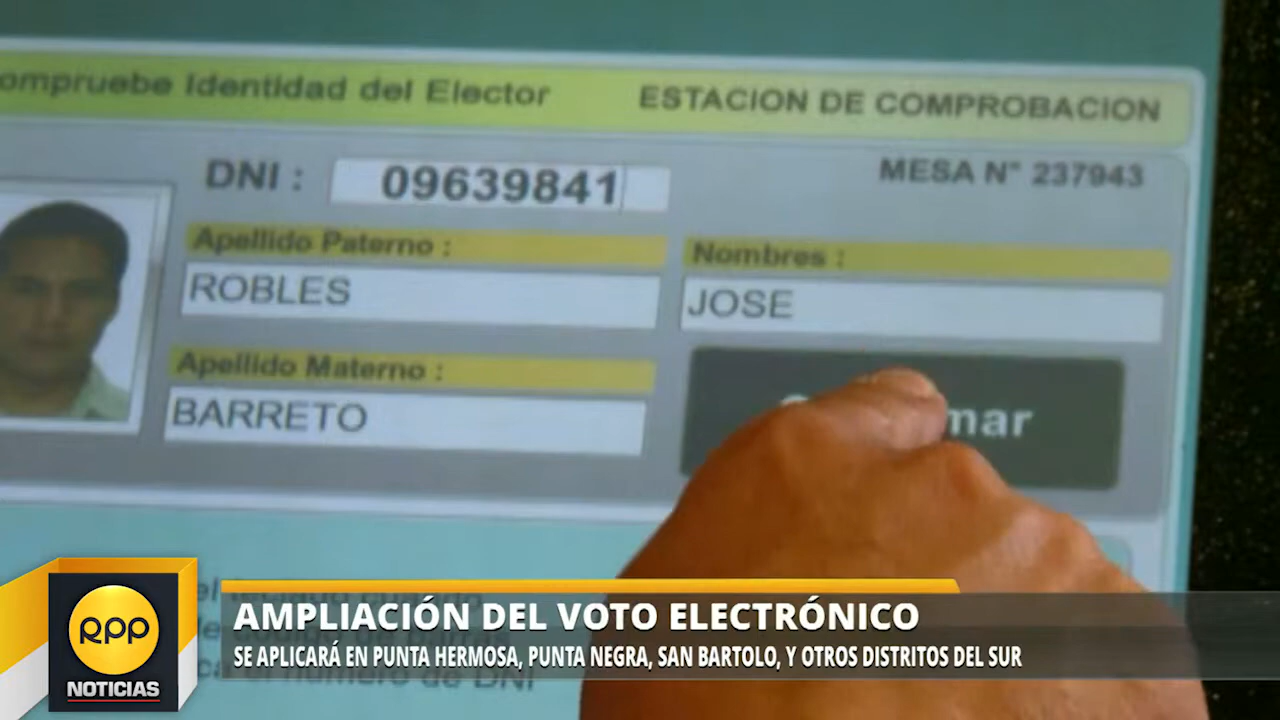 ompruebe Identidad del Elector
ESTACION DE COMPROBACION
DNI : 09639841
MESA N° 237943
Apellido Paterno :
Nombres :
ROBLES
JOSE
Apellido Materno :
BARRETO
mar
AMPLIACIÓN DEL VOTO ELECTRÓNICO
SE APLICARÁ EN PUNTA HERMOSA, PUNTA NEGRA, SAN BARTOLO, Y OTROS DISTRITOS DEL SUR
RPP
NOTICIAS